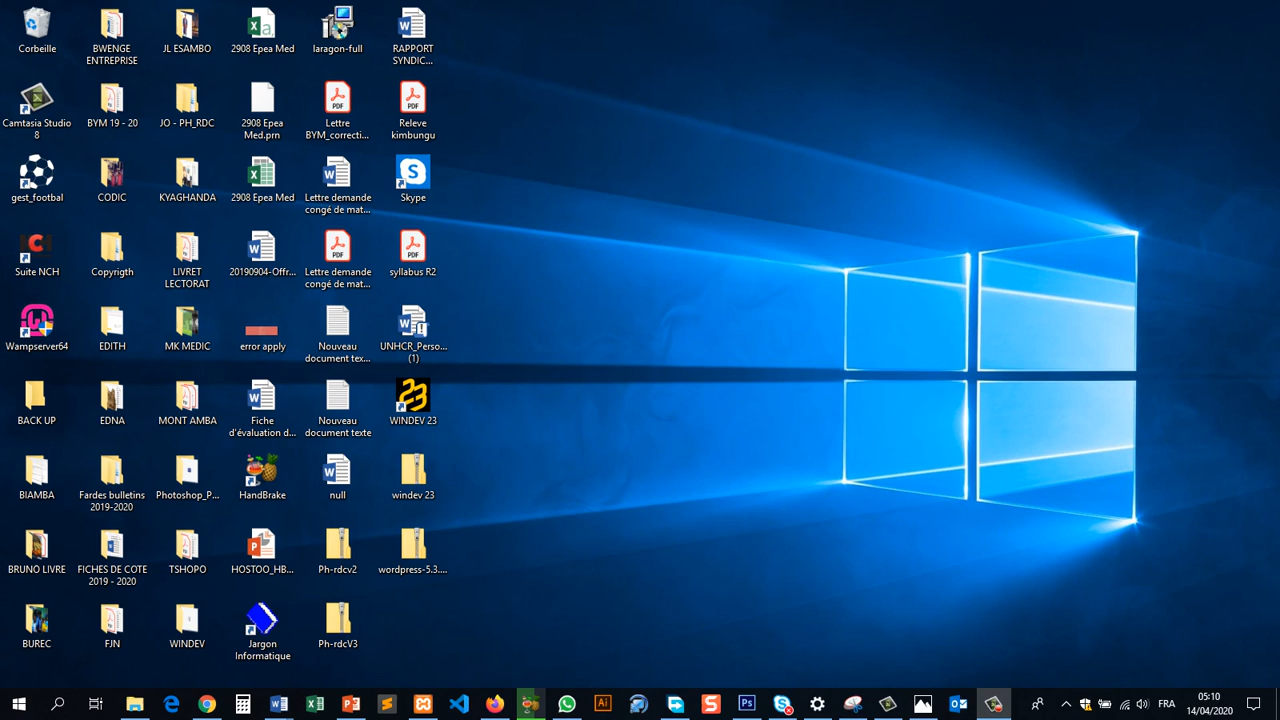 Corbeille
BWENGE
ENTREPRISE
JL ESAMBO
2908 Epea Med
laragon-full
RAPPORT
SYNDIC...
Camtasia Studio
8
BYM 19 - 20
JO - PH_RDC
2908 Epea
Med.prn
PDF
Lettre
BYM_correcti...
PDF
Releve
kimbungu
gest_footbal
CODIC
KYAGHANDA
2908 Epea Med
Lettre demande
congé de mat...
Skype
Suite NCH
Copyrigth
LIVRET
LECTORAT
20190904-Offr...
PDF
Lettre demande
congé de mat...
PDF
syllabus R2
Wampserver64
EDITH
MK MEDIC
error apply
Nouveau
document tex...
UNHCR_Perso...
(1)
BACK UP
EDNA
MONT AMBA
Fiche
d'évaluation d...
Nouveau
document texte
WINDEV 23
BIAMBA
Fardes bulletins
2019-2020
Photoshop_P...
HandBrake
null
windev 23
BRUNO LIVRE
FICHES DE COTE
2019 - 2020
TSHOPO
HOSTOO_HB...
Ph-rdcv2
wordpress-5.3....
BUREC
FJN
WINDEV
Jargon
Informatique
Ph-rdcV3
Ai
Ps
FRA
05:10
14/04/2020